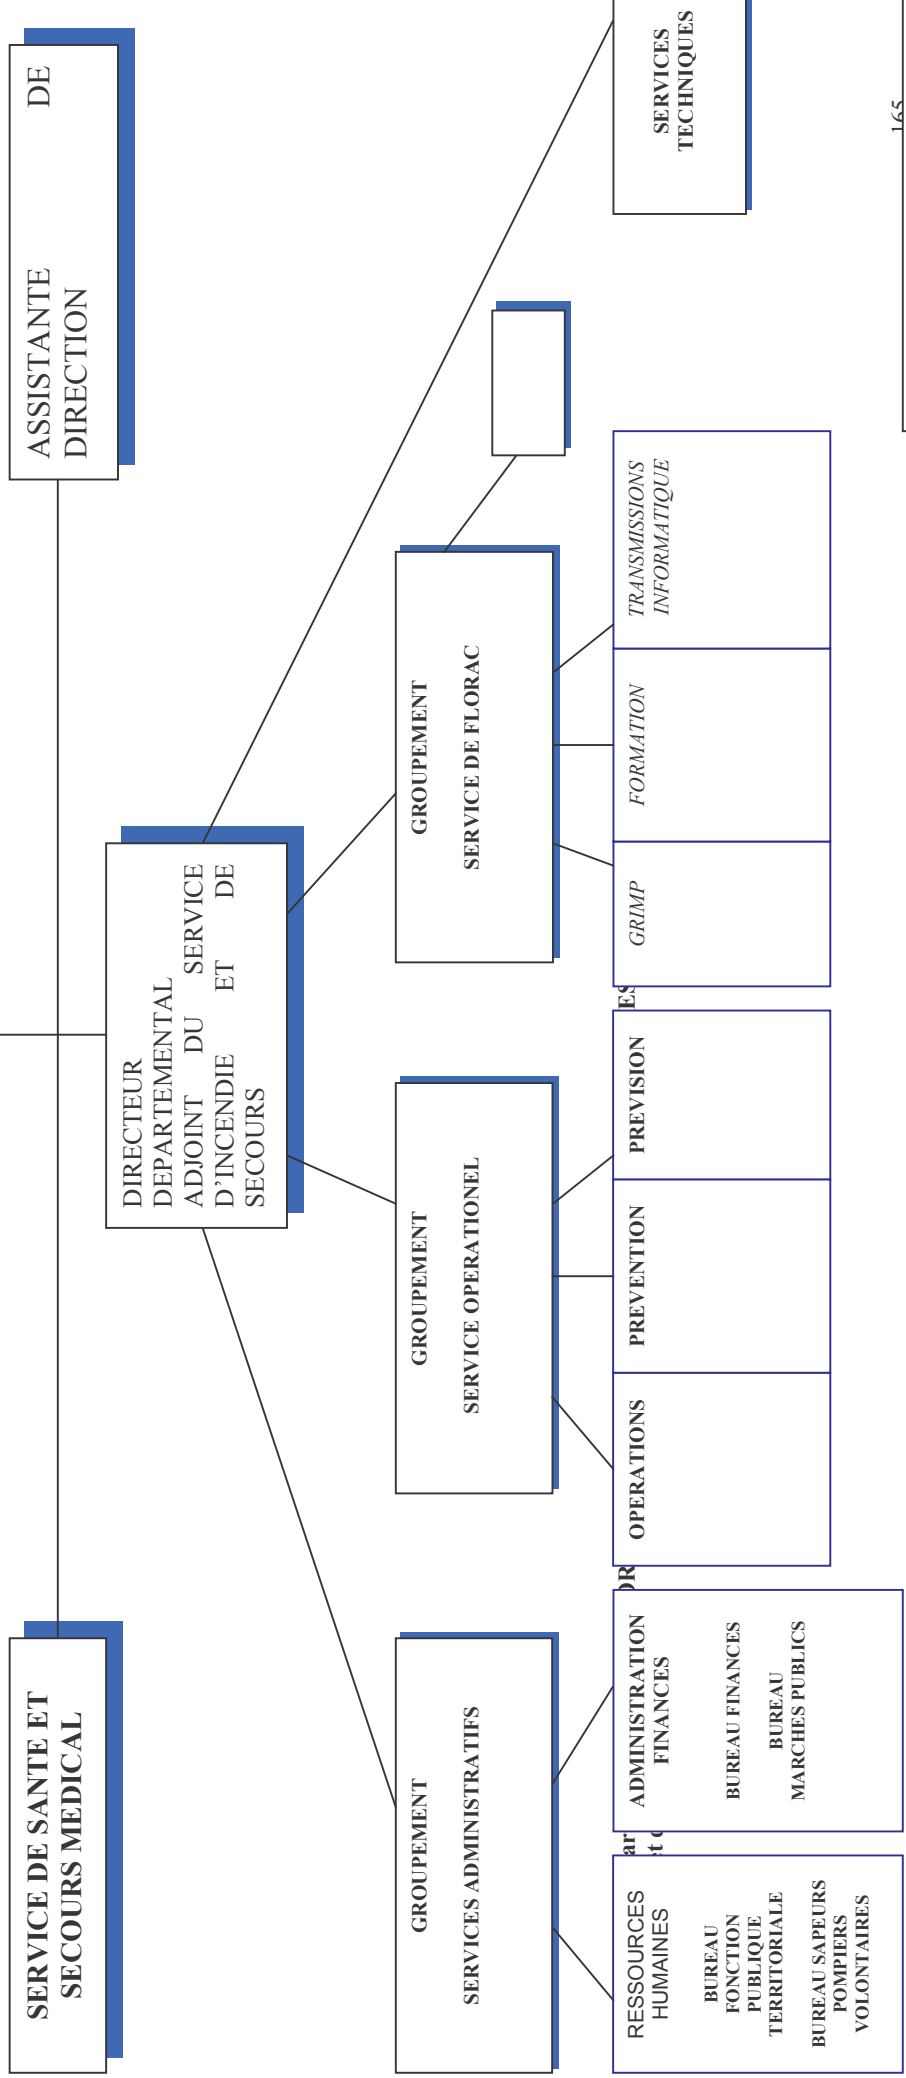 SERVICE DE SANTE ET
SECOURS MEDICAL
ASSISTANTE DE
DIRECTION
DIRECTEUR
DEPARTEMENTAL
ADJOINT DU SERVICE
D'INCENDIE ET DE
SECOURS
GROUPEMENT
SERVICES ADMINISTRATIFS
GROUPEMENT
SERVICE OPERATIONEL
GROUPEMENT
SERVICE DE FLORAC
RESSOURCES
HUMAINES
BUREAU
FONCTION
PUBLIQUE
TERRITORIALE
BUREAU SAPEURS
POMPIERS
VOLONTAIRES
ADMINISTRATION
FINANCES
BUREAU FINANCES
BUREAU
MARCHES PUBLICS
OPERATIONS
PREVENTION
PREVISION
GRIMP
FORMATION
TRANSMISSIONS
INFORMATIQUE
SERVICES
TECHNIQUES
165